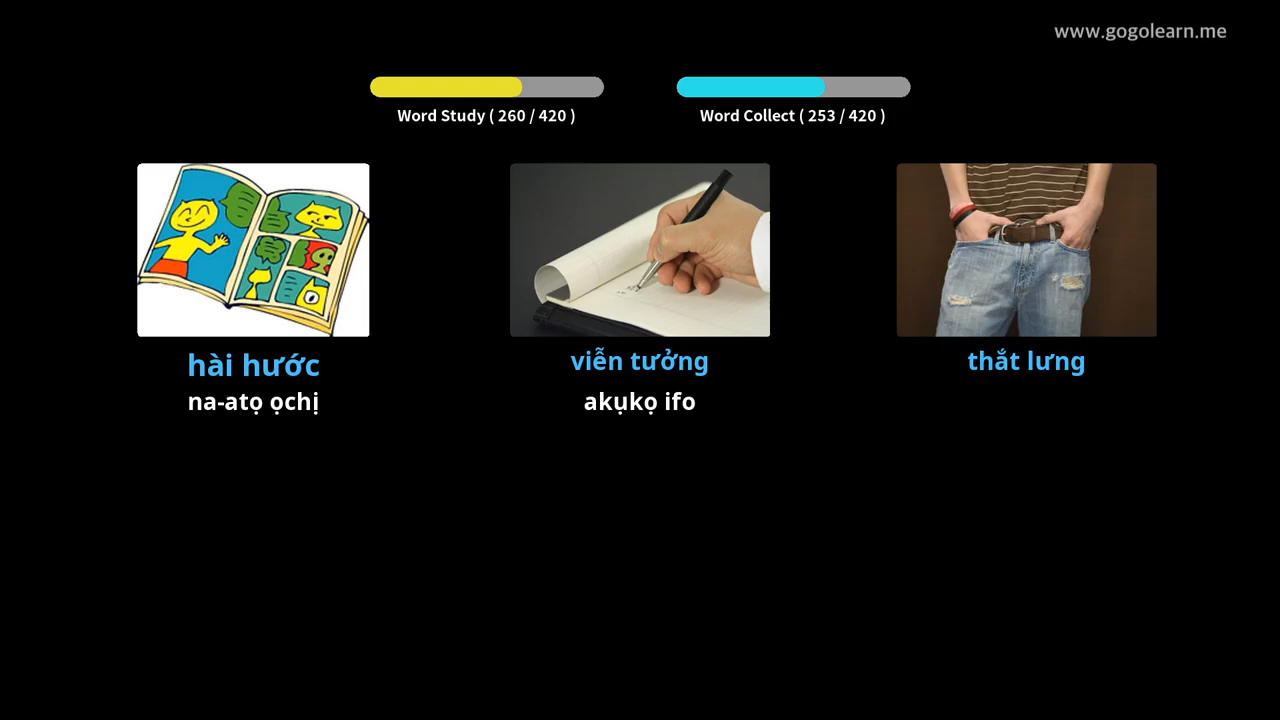 www.gogolearn.me
Word Study ( 260 / 420 )
Word Collect ( 253 / 420 )
hài hước
na-atọ ọchị
viễn tưởng
akụkọ ifo
thắt lưng